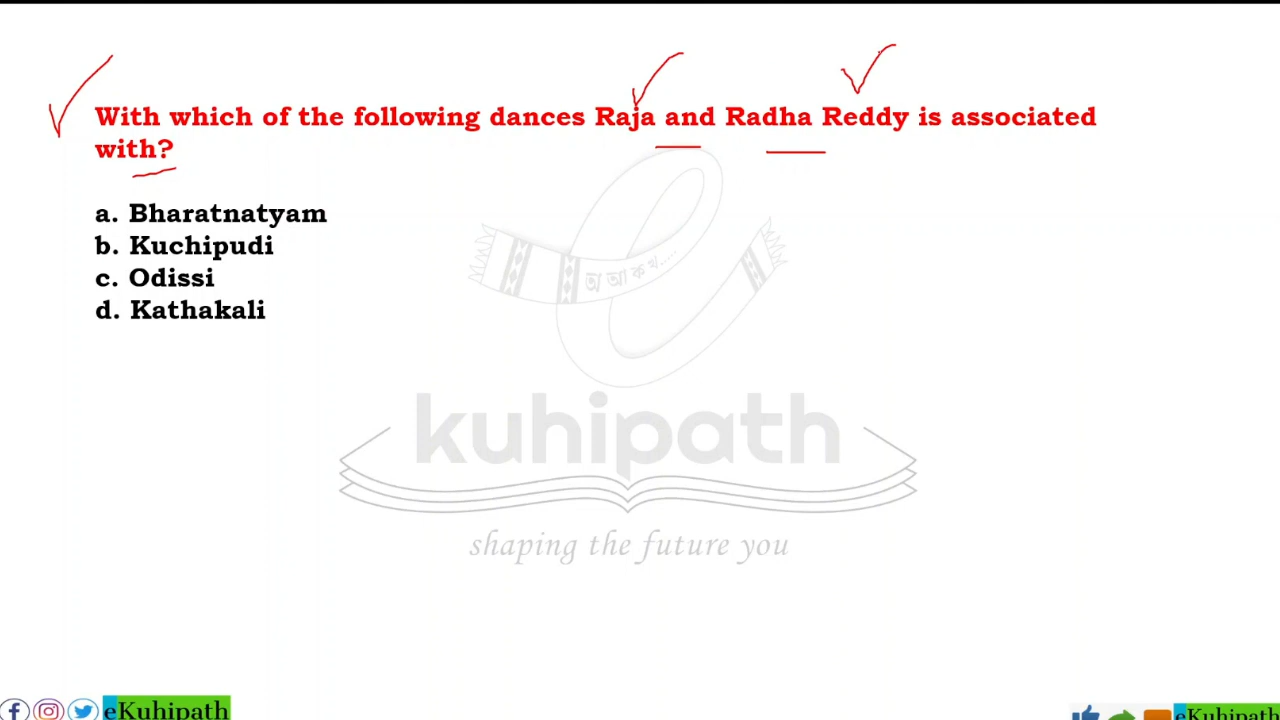 With which of the following dances Raja and Radha Reddy is associated
with?
a. Bharatnatyam
b. Kuchipudi
c. Odissi
d. Kathakali
অ আ ক খ.....
kuhipath
shaping the future you
eKuhipath
eKuhipath